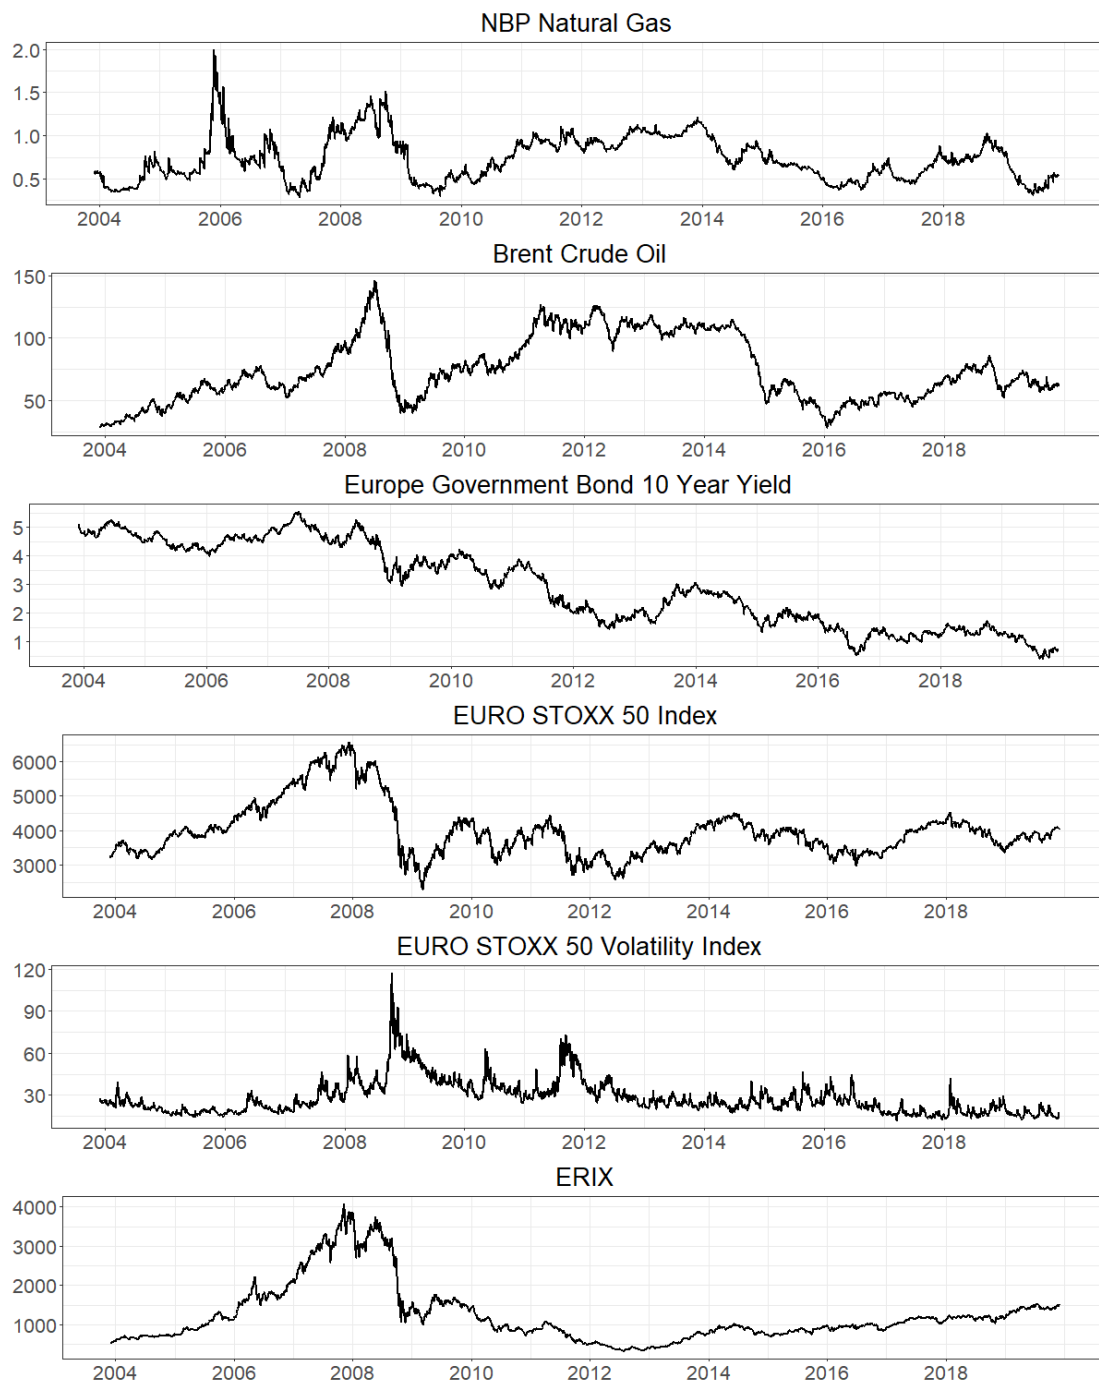 NBP Natural Gas
2.0
1.5
1.0
0.5
2004 2006 2008 2010 2012 2014 2016 2018
Brent Crude Oil
150
100
50
2004 2006 2008 2010 2012 2014 2016 2018
Europe Government Bond 10 Year Yield
5
4
3
2
1
2004 2006 2008 2010 2012 2014 2016 2018
EURO STOXX 50 Index
6000
5000
4000
3000
2004 2006 2008 2010 2012 2014 2016 2018
EURO STOXX 50 Volatility Index
120
90
60
30
2004 2006 2008 2010 2012 2014 2016 2018
ERIX
4000
3000
2000
1000
2004 2006 2008 2010 2012 2014 2016 2018